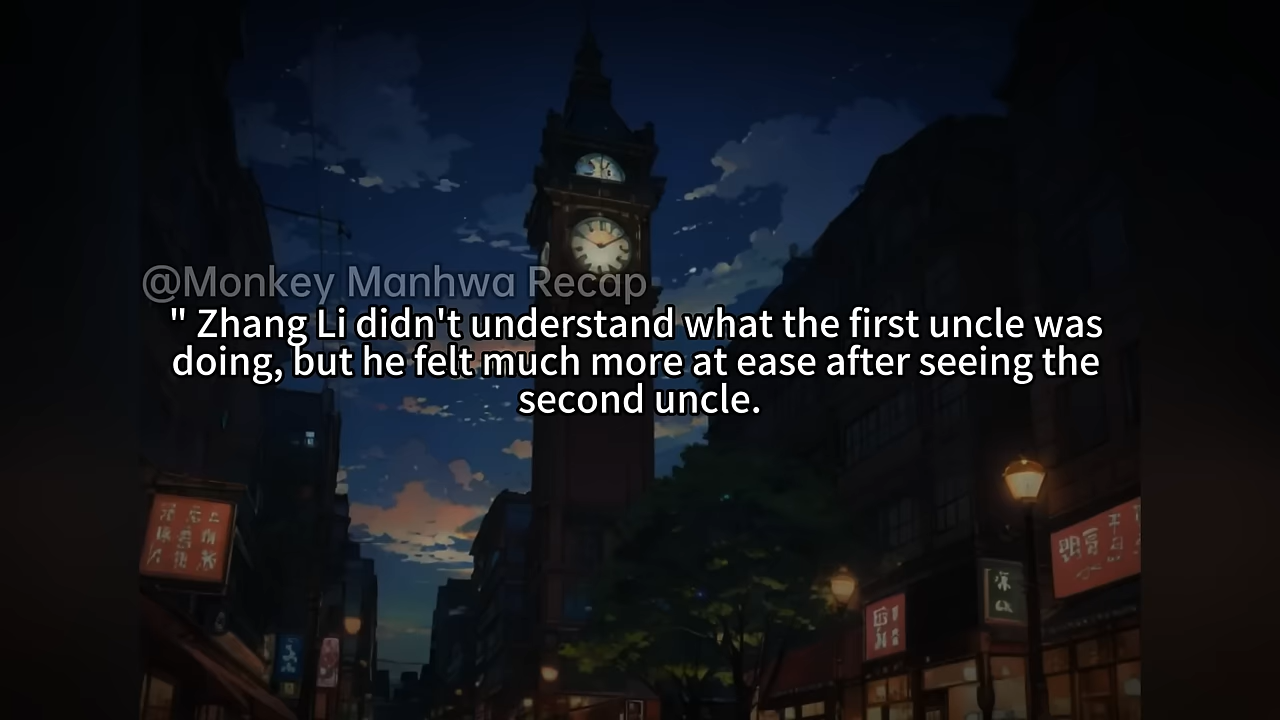 @Monkey Manhwa Recap
" Zhang Li didn't understand what the first uncle was
doing, but he felt much more at ease after seeing the
second uncle.